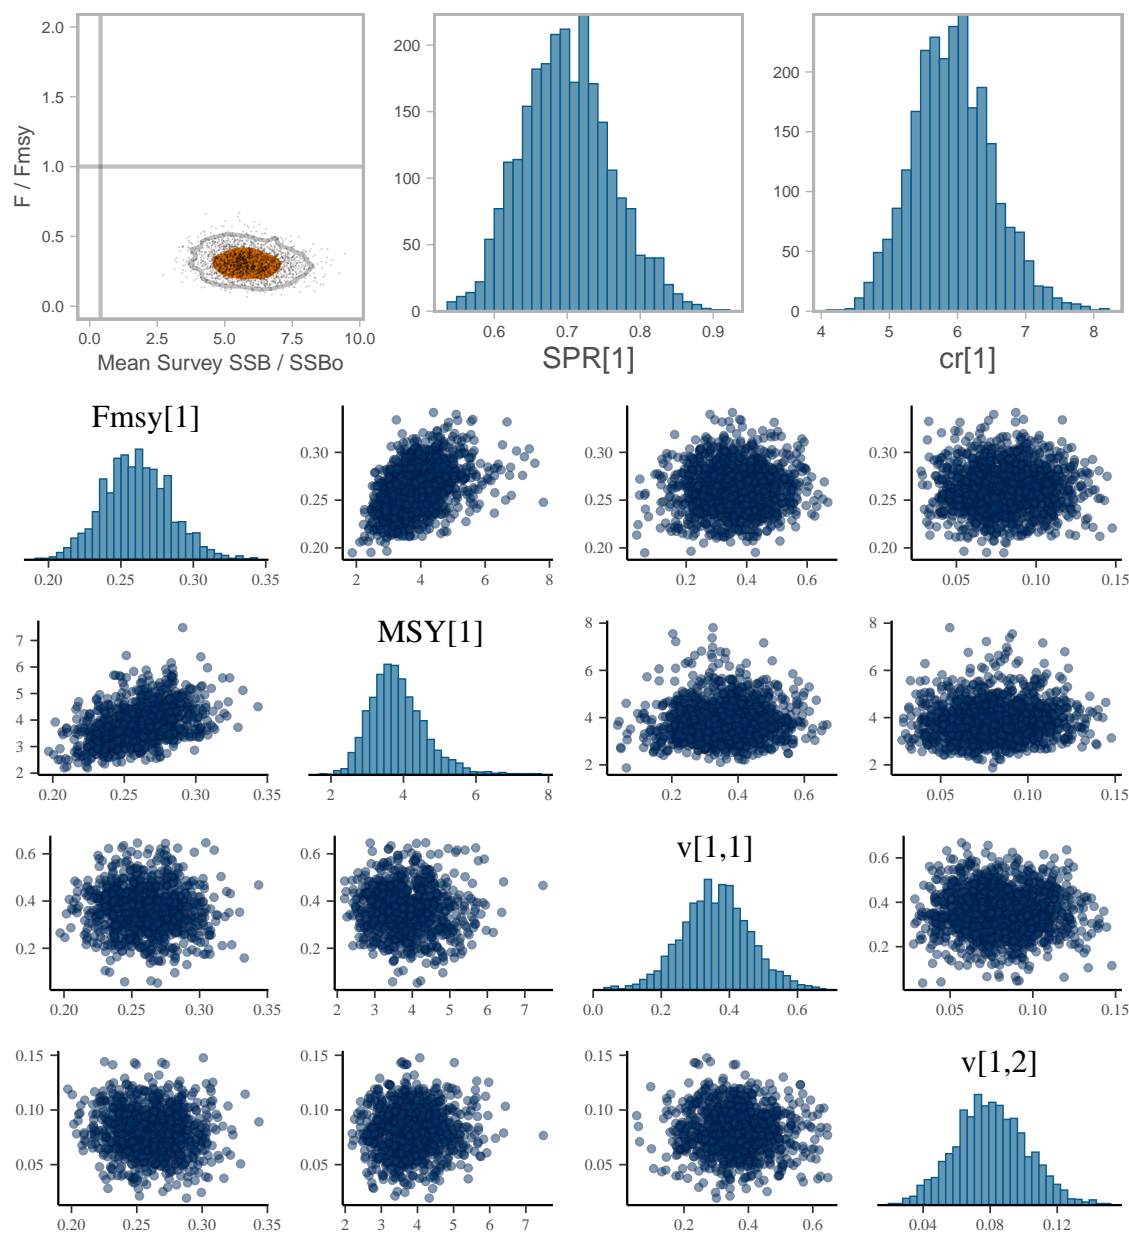 2.0
1.5
1.0
0.5
0.0
F / Fmsy
0.0 2.5 5.0 7.5 10.0
Mean Survey SSB / SSBo
200
150
100
50
0
0.6 0.7 0.8 0.9
SPR[1]
200
150
100
50
0
4 5 6 7 8
cr[1]
Fmsy[1]
0.20 0.25 0.30 0.35
0.30
0.25
0.20
2 4 6 8
0.30
0.25
0.20
0.2 0.4 0.6
0.30
0.25
0.20
0.05 0.10 0.15
7
6
5
4
3
2
0.20 0.25 0.30 0.35
MSY[1]
2 4 6 8
8
6
4
2
0.2 0.4 0.6
8
6
4
2
0.05 0.10 0.15
0.6
0.4
0.2
0.20 0.25 0.30 0.35
0.6
0.4
0.2
2 3 4 5 6 7
v[1,1]
0.0 0.2 0.4 0.6
0.6
0.4
0.2
0.05 0.10 0.15
0.15
0.10
0.05
0.20 0.25 0.30 0.35
0.15
0.10
0.05
2 3 4 5 6 7
0.15
0.10
0.05
0.2 0.4 0.6
v[1,2]
0.04 0.08 0.12